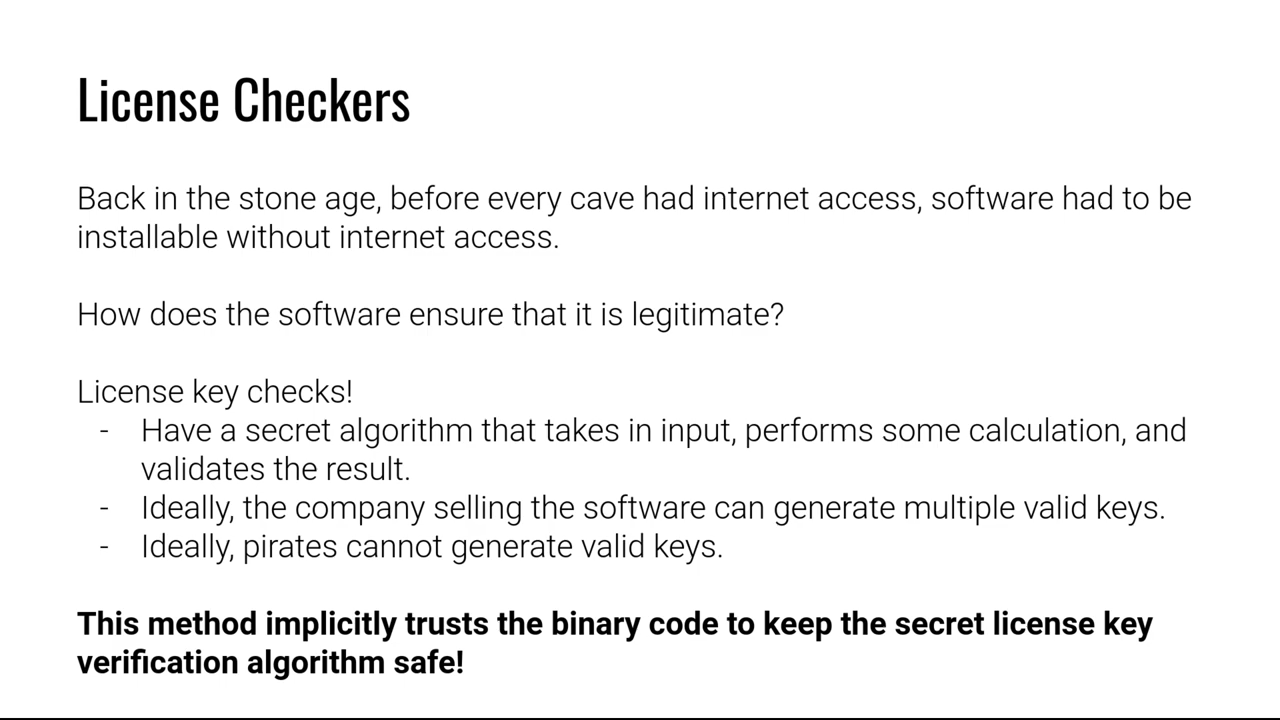 License Checkers
Back in the stone age, before every cave had internet access, software had to be
installable without internet access.
How does the software ensure that it is legitimate?
License key checks!
- Have a secret algorithm that takes in input, performs some calculation, and
validates the result.
- Ideally, the company selling the software can generate multiple valid keys.
- Ideally, pirates cannot generate valid keys.
This method implicitly trusts the binary code to keep the secret license key
verification algorithm safe!